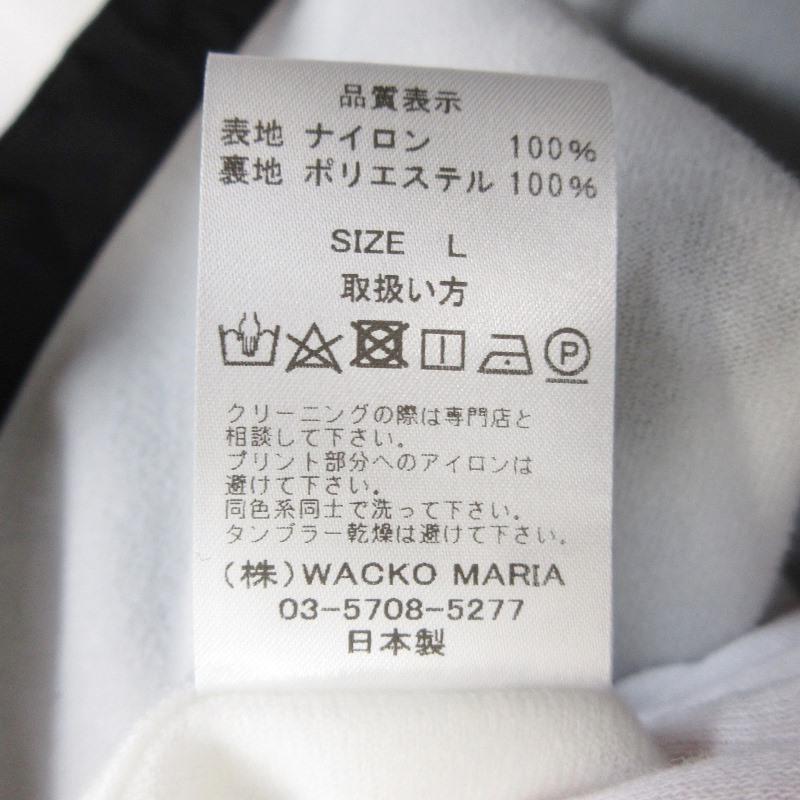 品質表示
表地 ナイロン 100%
裏地 ポリエステル 100%
SIZE L
取扱い方
P
クリーニングの際は専門店と
相談して下さい。
プリント部分へのアイロンは
避けて下さい。
同色系同士で洗って下さい。
タンブラー乾燥は避けて下さい。
(株)WACKO MARIA
03-5708-5277
日本製